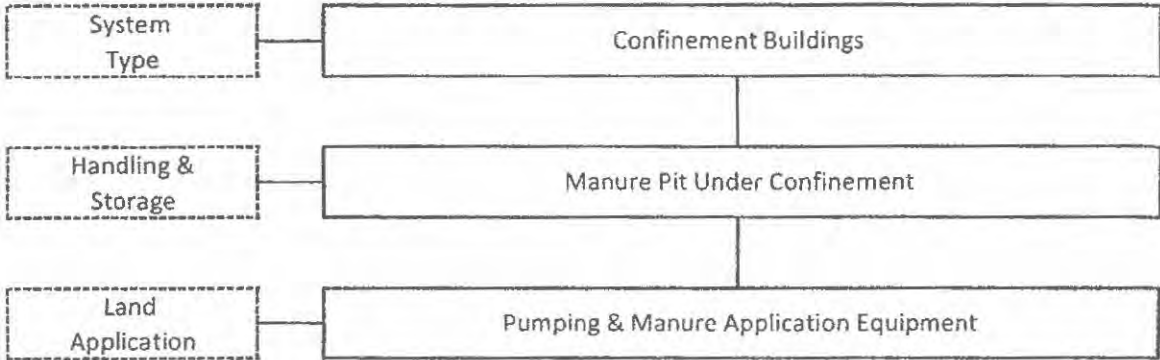 System
Type
Confinement Buildings
Handling &
Storage
Manure Pit Under Confinement
Land
Application
Pumping & Manure Application Equipment